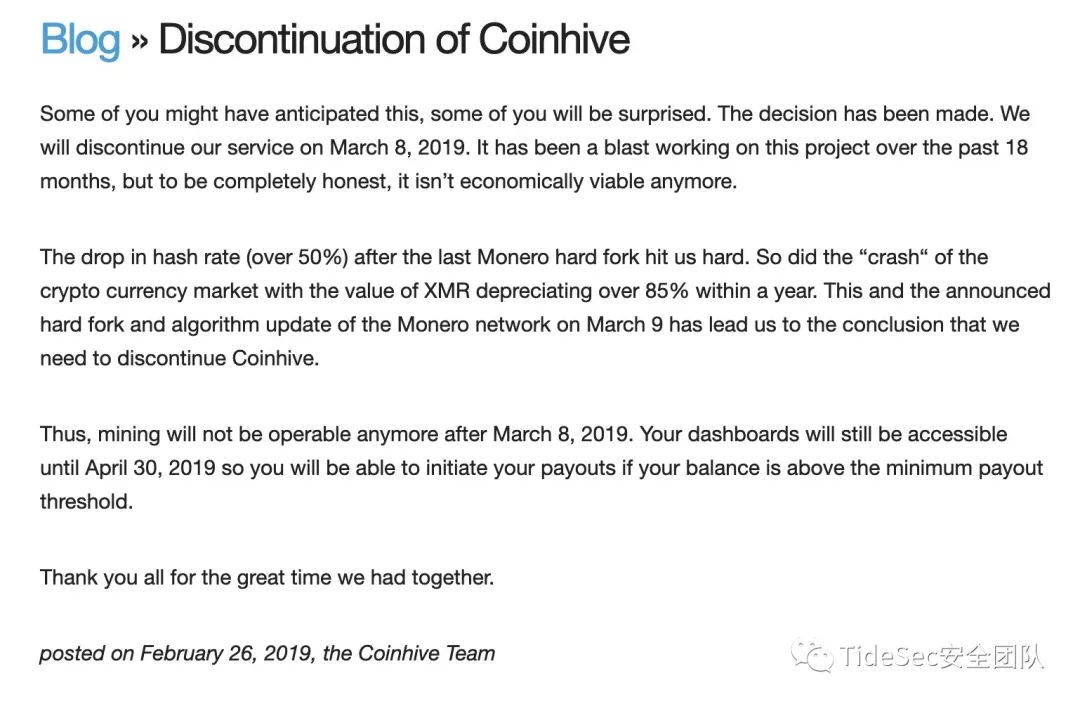 Blog » Discontinuation of Coinhive
Some of you might have anticipated this, some of you will be surprised. The decision has been made. We
will discontinue our service on March 8, 2019. It has been a blast working on this project over the past 18
months, but to be completely honest, it isn’t economically viable anymore.
The drop in hash rate (over 50%) after the last Monero hard fork hit us hard. So did the “crash“ of the
crypto currency market with the value of XMR depreciating over 85% within a year. This and the announced
hard fork and algorithm update of the Monero network on March 9 has lead us to the conclusion that we
need to discontinue Coinhive.
Thus, mining will not be operable anymore after March 8, 2019. Your dashboards will still be accessible
until April 30, 2019 so you will be able to initiate your payouts if your balance is above the minimum payout
threshold.
Thank you all for the great time we had together.
posted on February 26, 2019, the Coinhive Team
TideSec安全团队